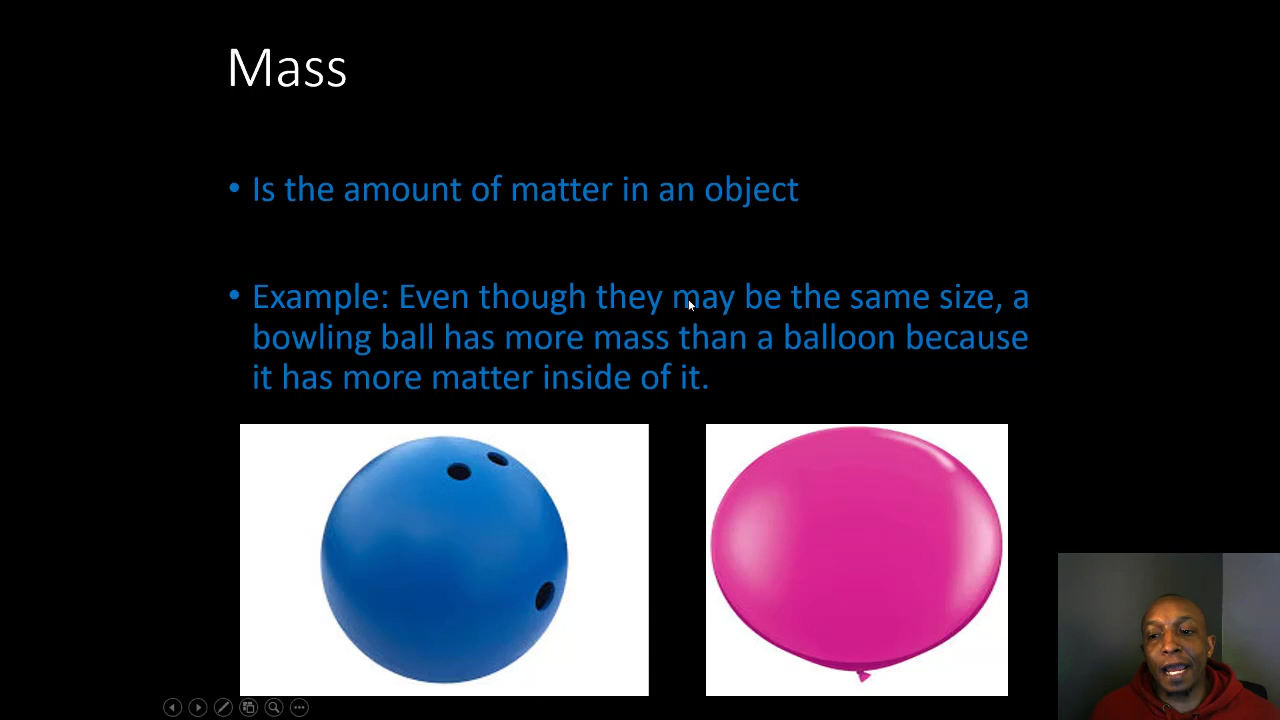 Mass
• Is the amount of matter in an object
• Example: Even though they may be the same size, a
bowling ball has more mass than a balloon because
it has more matter inside of it.